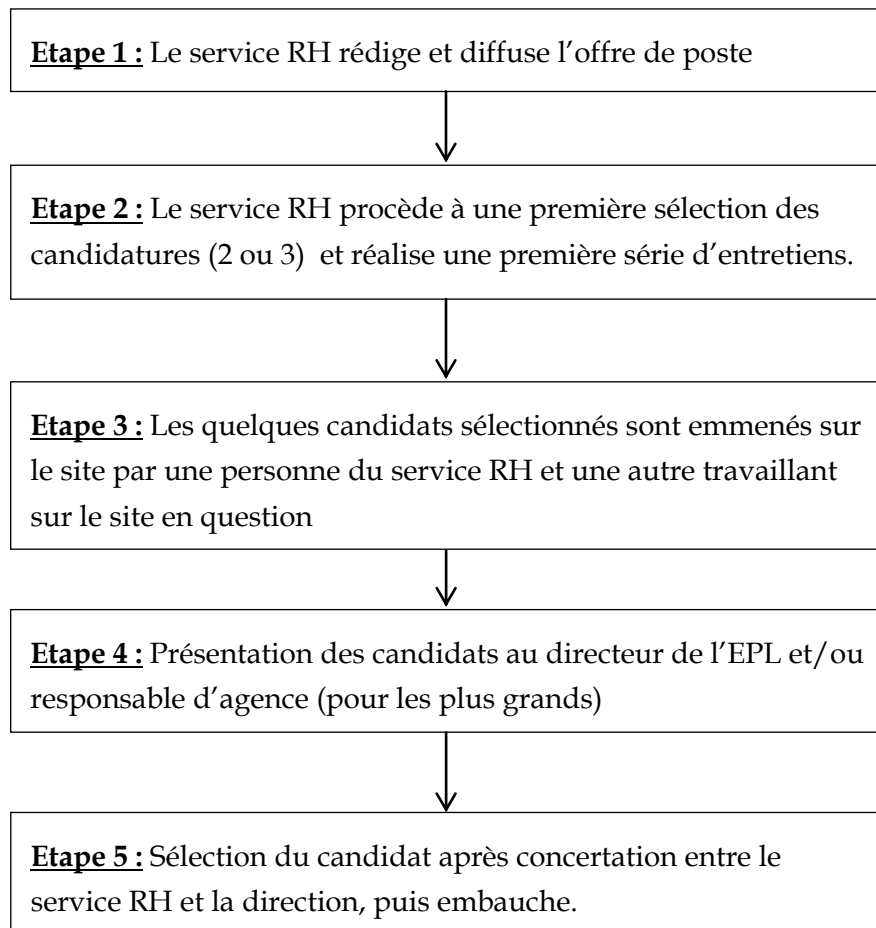 Etape 1 : Le service RH rédige et diffuse l’offre de poste
Etape 2 : Le service RH procède à une première sélection des
candidatures (2 ou 3)  et réalise une première série d’entretiens.
Etape 3 : Les quelques candidats sélectionnés sont emmenés sur
le site par une personne du service RH et une autre travaillant
sur le site en question
Etape 4 : Présentation des candidats au directeur de l’EPL et/ou
responsable d’agence (pour les plus grands)
Etape 5 : Sélection du candidat après concertation entre le
service RH et la direction, puis embauche.